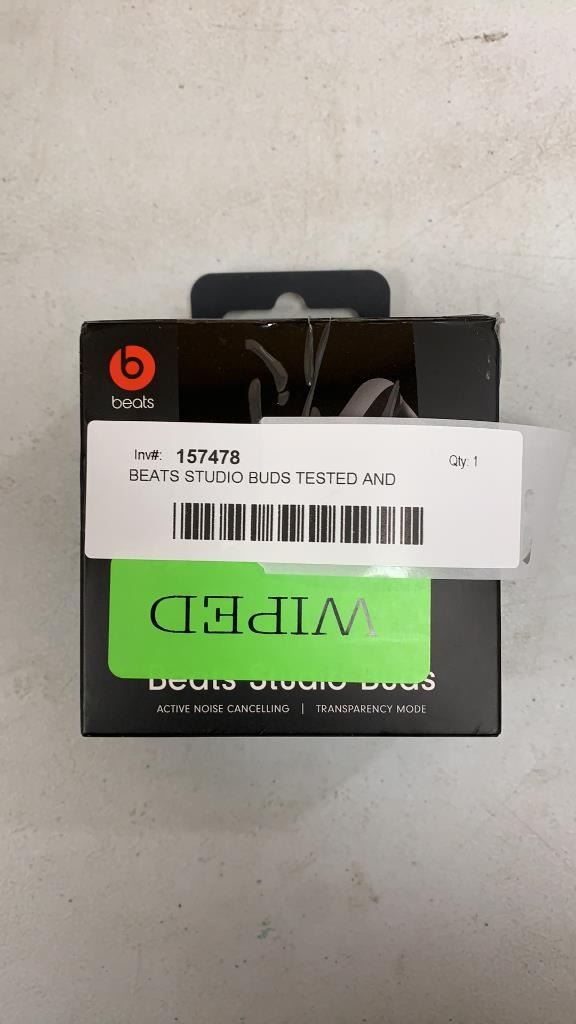 beats
Inv#: 157478 Qty: 1
BEATS STUDIO BUDS TESTED AND
WIPED
Beats Studio Buds
ACTIVE NOISE CANCELLING | TRANSPARENCY MODE